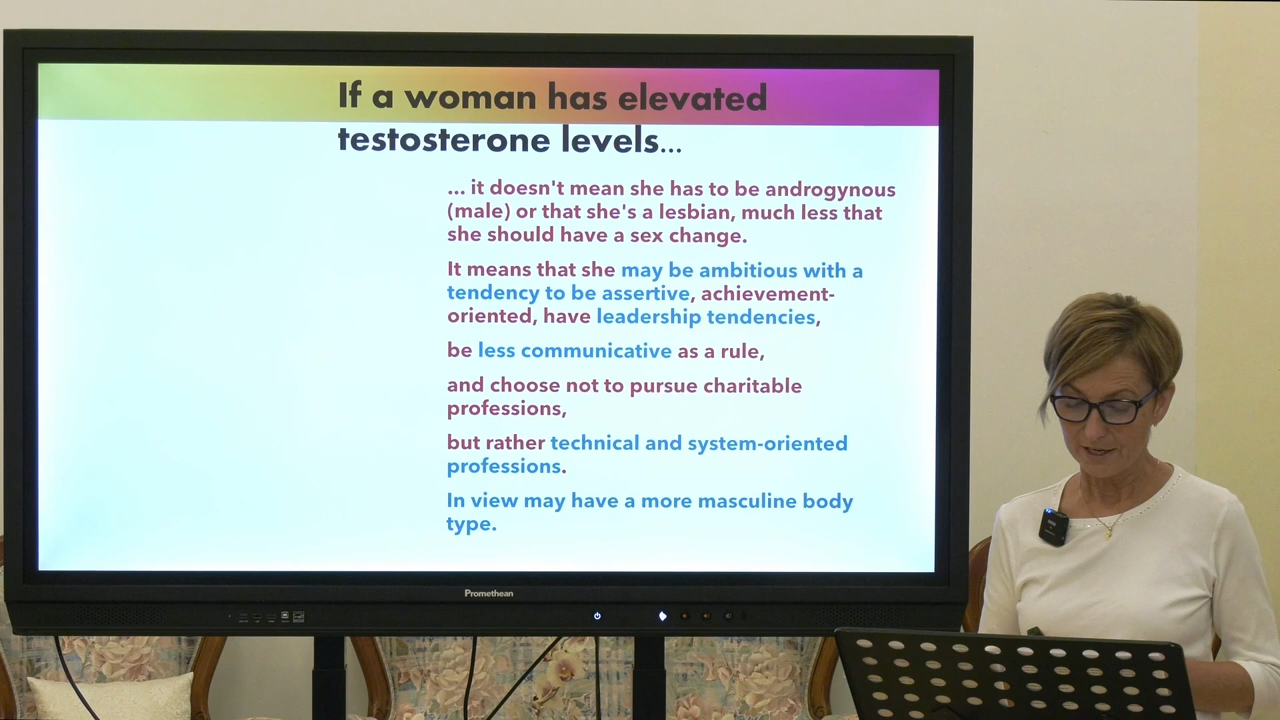 If a woman has elevated
testosterone levels...
... it doesn't mean she has to be androgynous
(male) or that she's a lesbian, much less that
she should have a sex change.
It means that she may be ambitious with a
tendency to be assertive, achievement-
oriented, have leadership tendencies,
be less communicative as a rule,
and choose not to pursue charitable
professions,
but rather technical and system-oriented
professions.
In view may have a more masculine body
type.
Promethean